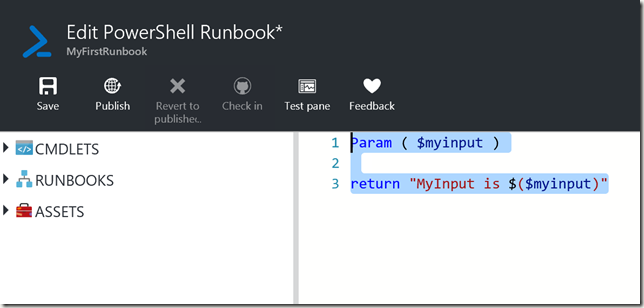 Edit PowerShell Runbook*
MyFirstRunbook
Save
Publish
Revert to
publishe‥
Check in
Test pane
Feedback
CMDLETS
RUNBOOKS
ASSETS
1 Param ( $myinput )
2
3 return "MyInput is $($myinput)"